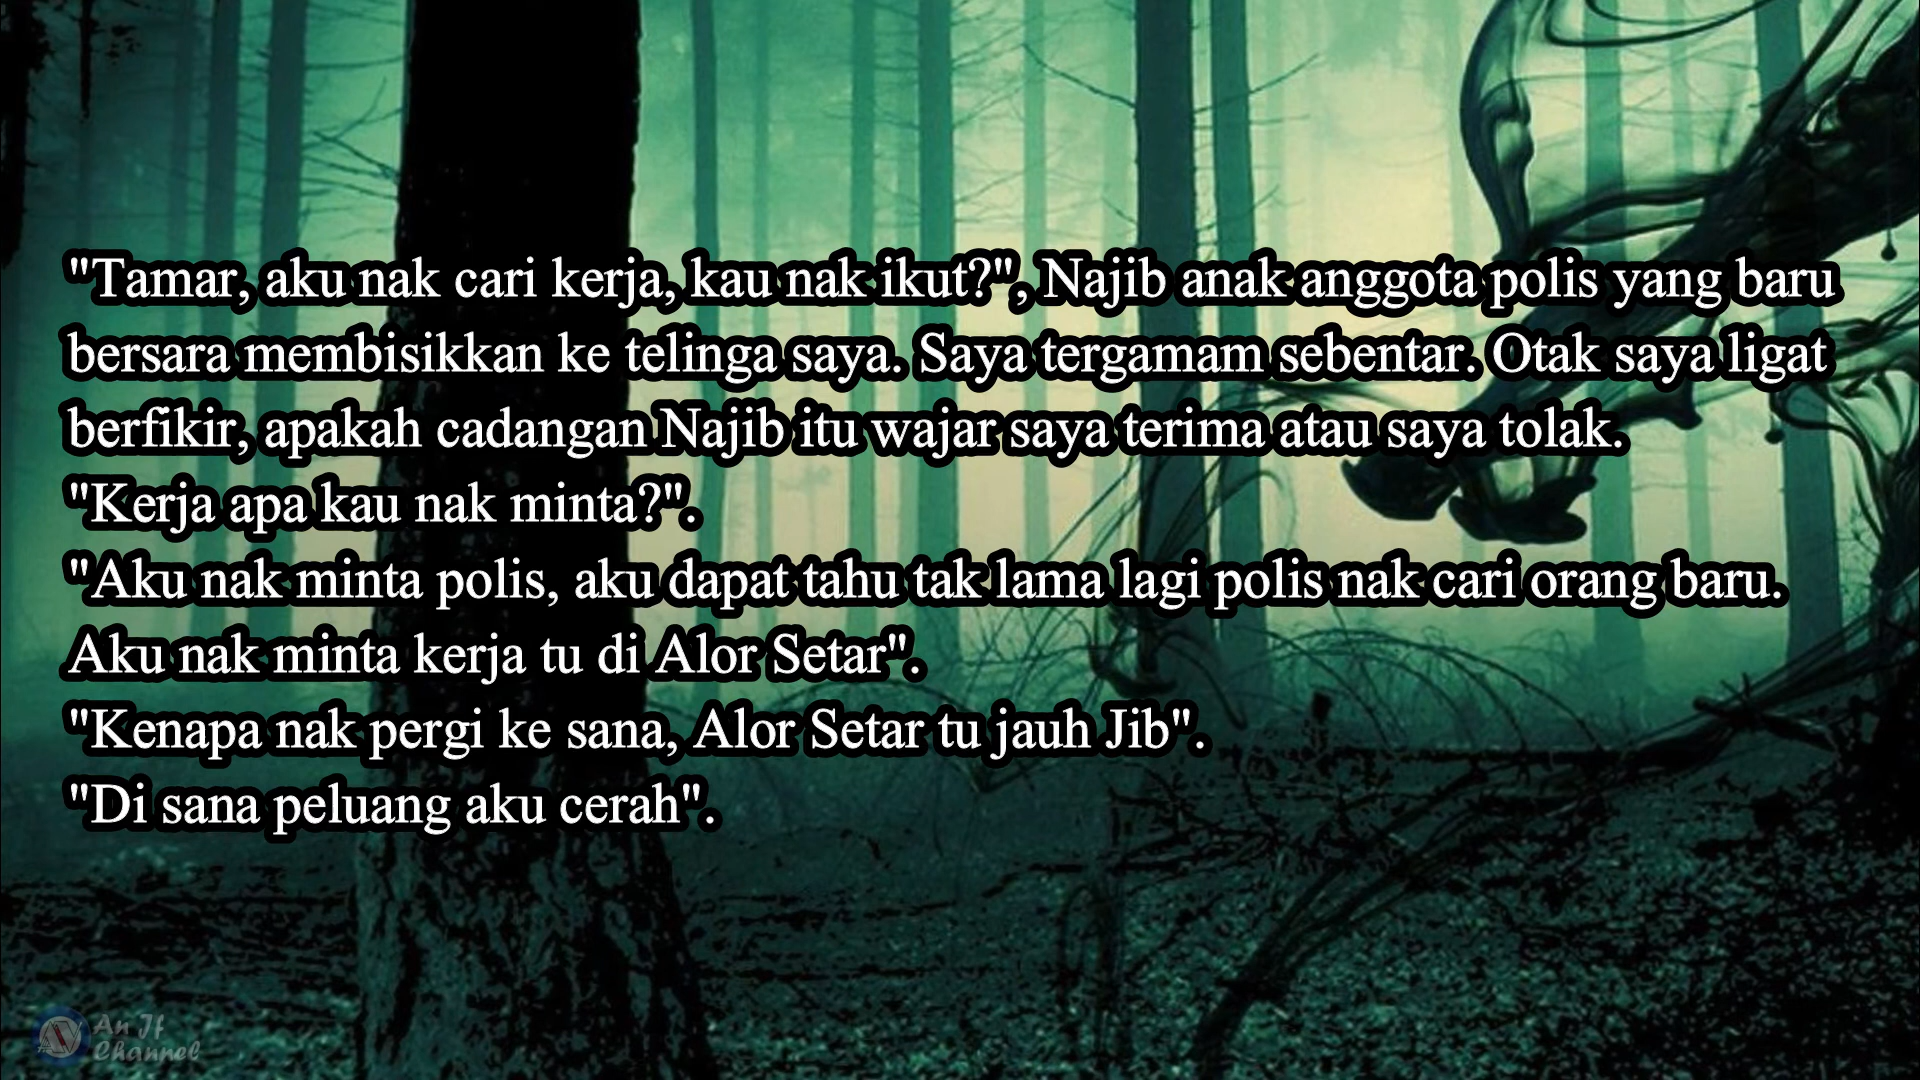 "Tamar, aku nak cari kerja, kau nak ikut?", Najib anak anggota polis yang baru
bersara membisikkan ke telinga saya. Saya tergamam sebentar. Otak saya ligat
berfikir, apakah cadangan Najib itu wajar saya terima atau saya tolak.
"Kerja apa kau nak minta?".
"Aku nak minta polis, aku dapat tahu tak lama lagi polis nak cari orang baru.
Aku nak minta kerja tu di Alor Setar".
"Kenapa nak pergi ke sana, Alor Setar tu jauh Jib".
"Di sana peluang aku cerah".
An Jf
Channel